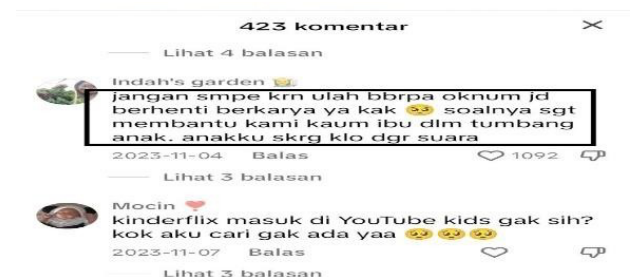 423 komentar
Lihat 4 balasan
Indah's garden
jangan smpe krn ulah bbrpa oknum jd
berhenti berkarya ya kak 🥺 soalnya sgt
membantu kami kaum ibu dlm tumbang
anak. anakku skrg klo dgr suara
2023-11-04 Balas 1092
Lihat 3 balasan
Mocin
kinderflix masuk di YouTube kids gak sih?
kok aku cari gak ada yaa 🥺🥺🥺
2023-11-07 Balas
Lihat 3 balasan